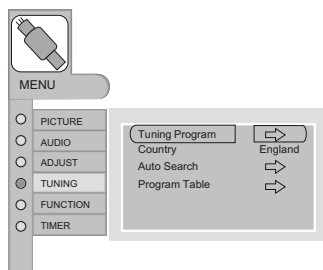 MENU
PICTURE
AUDIO
ADJUST
TUNING
FUNCTION
TIMER
Tuning Program
Country England
Auto Search
Program Table